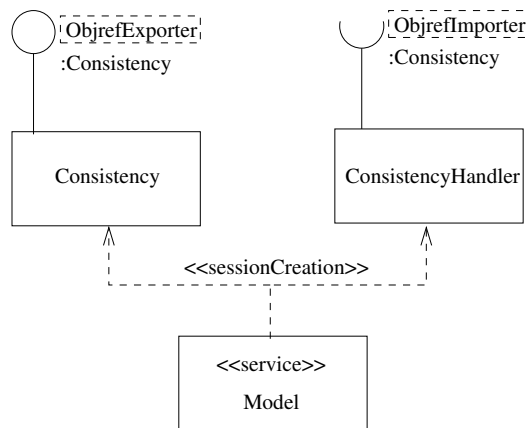 ObjrefExporter
:Consistency
ObjrefImporter
:Consistency
Consistency
ConsistencyHandler
<<sessionCreation>>
<<service>>
Model